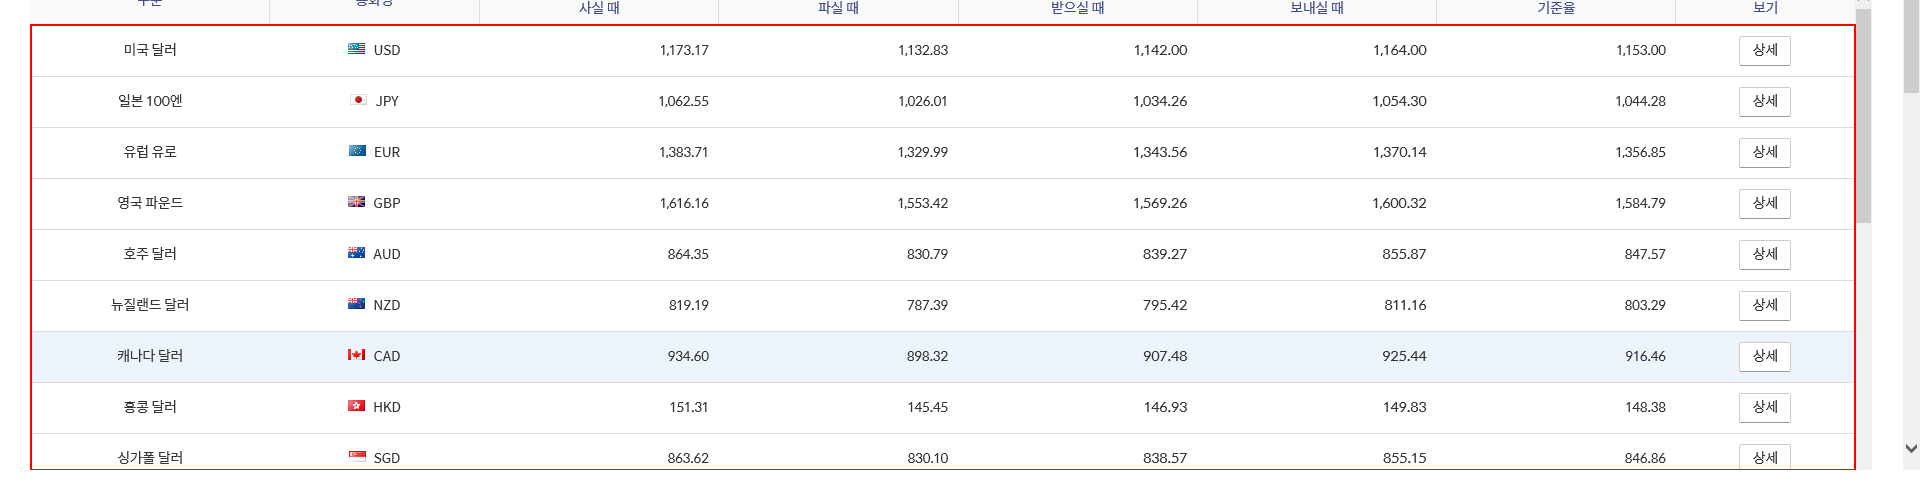 구분 통화명 사실 때 파실 때 받으실 때 보내실 때 기준율 보기
미국 달러 USD 1,173.17 1,132.83 1,142.00 1,164.00 1,153.00 상세
일본 100엔 JPY 1,062.55 1,026.01 1,034.26 1,054.30 1,044.28 상세
유럽 유로 EUR 1,383.71 1,329.99 1,343.56 1,370.14 1,356.85 상세
영국 파운드 GBP 1,616.16 1,553.42 1,569.26 1,600.32 1,584.79 상세
호주 달러 AUD 864.35 830.79 839.27 855.87 847.57 상세
뉴질랜드 달러 NZD 819.19 787.39 795.42 811.16 803.29 상세
캐나다 달러 CAD 934.60 898.32 907.48 925.44 916.46 상세
홍콩 달러 HKD 151.31 145.45 146.93 149.83 148.38 상세
싱가폴 달러 SGD 863.62 830.10 838.57 855.15 846.86 상세